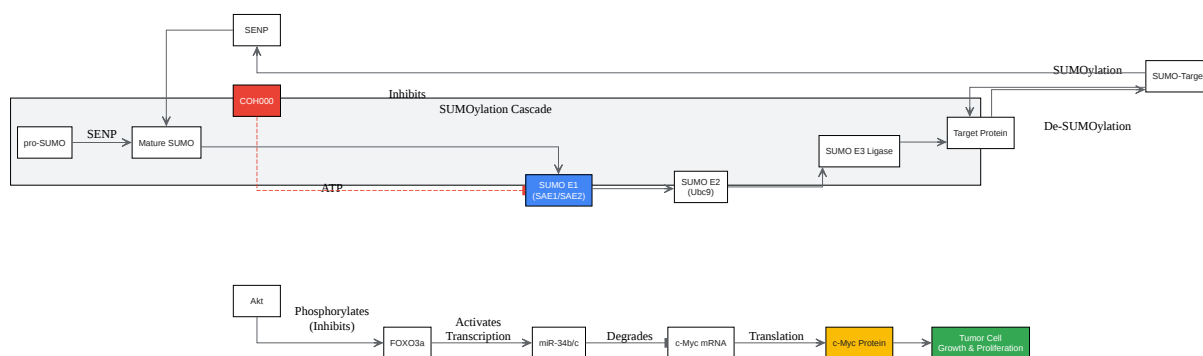 SENP
SUMOylation
SUMO-Targe
COH000
Inhibits
SUMOylation Cascade
pro-SUMO
SENP
Mature SUMO
Target Protein
De-SUMOylation
SUMO E3 Ligase
ATP
SUMO E1
(SAE1/SAE2)
SUMO E2
(Ubc9)
Akt
Phosphorylates
(Inhibits)
FOXO3a
Activates
Transcription
miR-34b/c
Degrades
c-Myc mRNA
Translation
c-Myc Protein
Tumor Cell
Growth & Proliferation